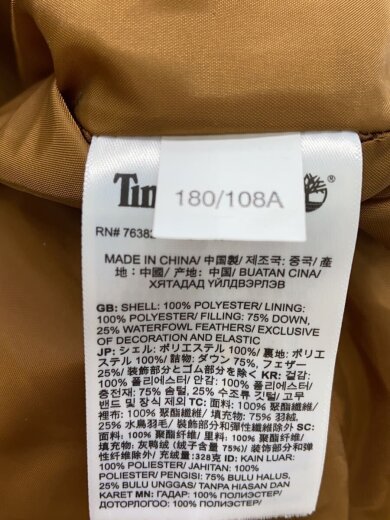 180/108A
MADE IN CHINA/ 中国製/ 제조국: 중국/ 產
地: 中國/ 产地: 中国/ BUATAN CINA/
ХЯТАДАД ҮЙЛДВЭРЛЭВ
GB: SHELL: 100% POLYESTER/ LINING:
100% POLYESTER/ FILLING: 75% DOWN,
25% WATERFOWL FEATHERS/ EXCLUSIVE
OF DECORATION AND ELASTIC
JP: シェル: ポリエステル 100%/ 裏地: ポリエ
ステル 100%/ 詰物: ダウン 75%, フェザー
25%/ 装飾部分とゴム部分を除く KR: 겉감:
100% 폴리에스터/ 안감: 100% 폴리에스터/
충전재: 75% 솜털, 25% 수조류 깃털/ 고무
밴드 및 장식 제외 TC: 面料: 100% 聚酯纖維/
裡布: 100% 聚酯纖維/ 填充物: 75% 羽絨,
25% 水鳥羽毛/ 裝飾部分和彈性纖維除外 SC:
面料: 100% 聚酯纤维/ 里料: 100% 聚酯纤维/
填充物: 灰鸭绒 (绒子含量 75%)/ 装饰部分和弹
性纤维除外/ 充绒量: 328克 ID: KAIN LUAR:
100% POLIESTER/ JAHITAN: 100%
POLIESTER/ PENGISI: 75% BULU HALUS,
25% BULU UNGGAS/ TANPA HIASAN DAN
KARET MN: ГАДАР: 100% ПОЛИЭСТЕР/
ДОТОРЛОГОО: 100% ПОЛИЭСТЕР/